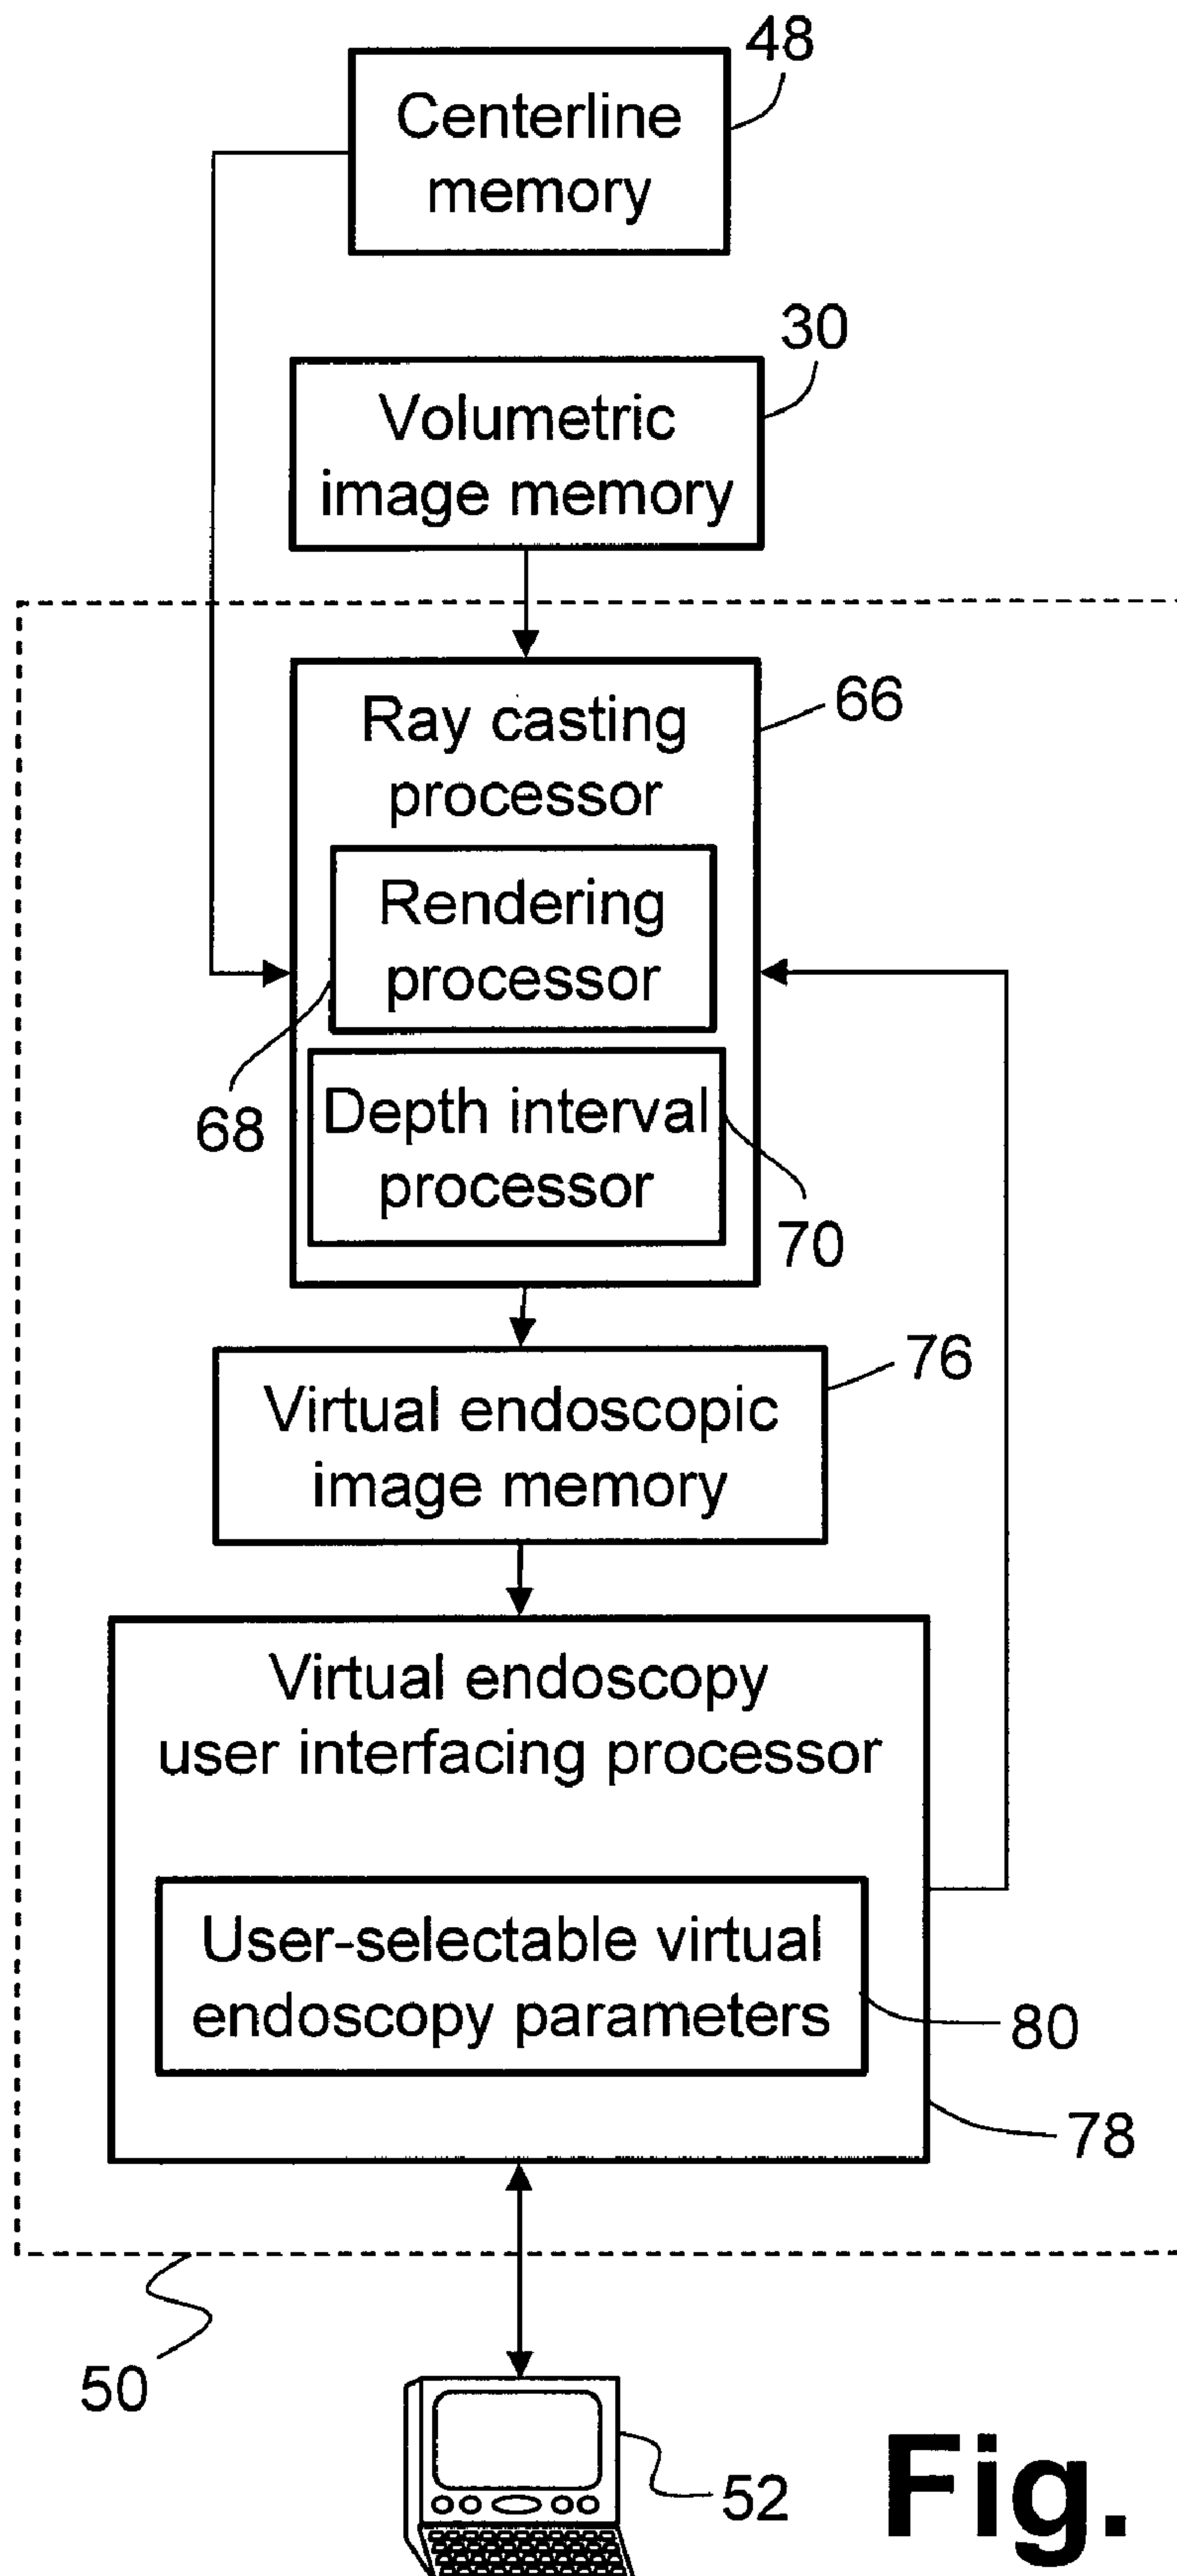 48
Centerline
memory
30
Volumetric
image memory
66
Ray casting
processor
Rendering
processor
68
Depth interval
processor
70
76
Virtual endoscopic
image memory
Virtual endoscopy
user interfacing processor
User-selectable virtual
endoscopy parameters
80
78
50
52
Fig.